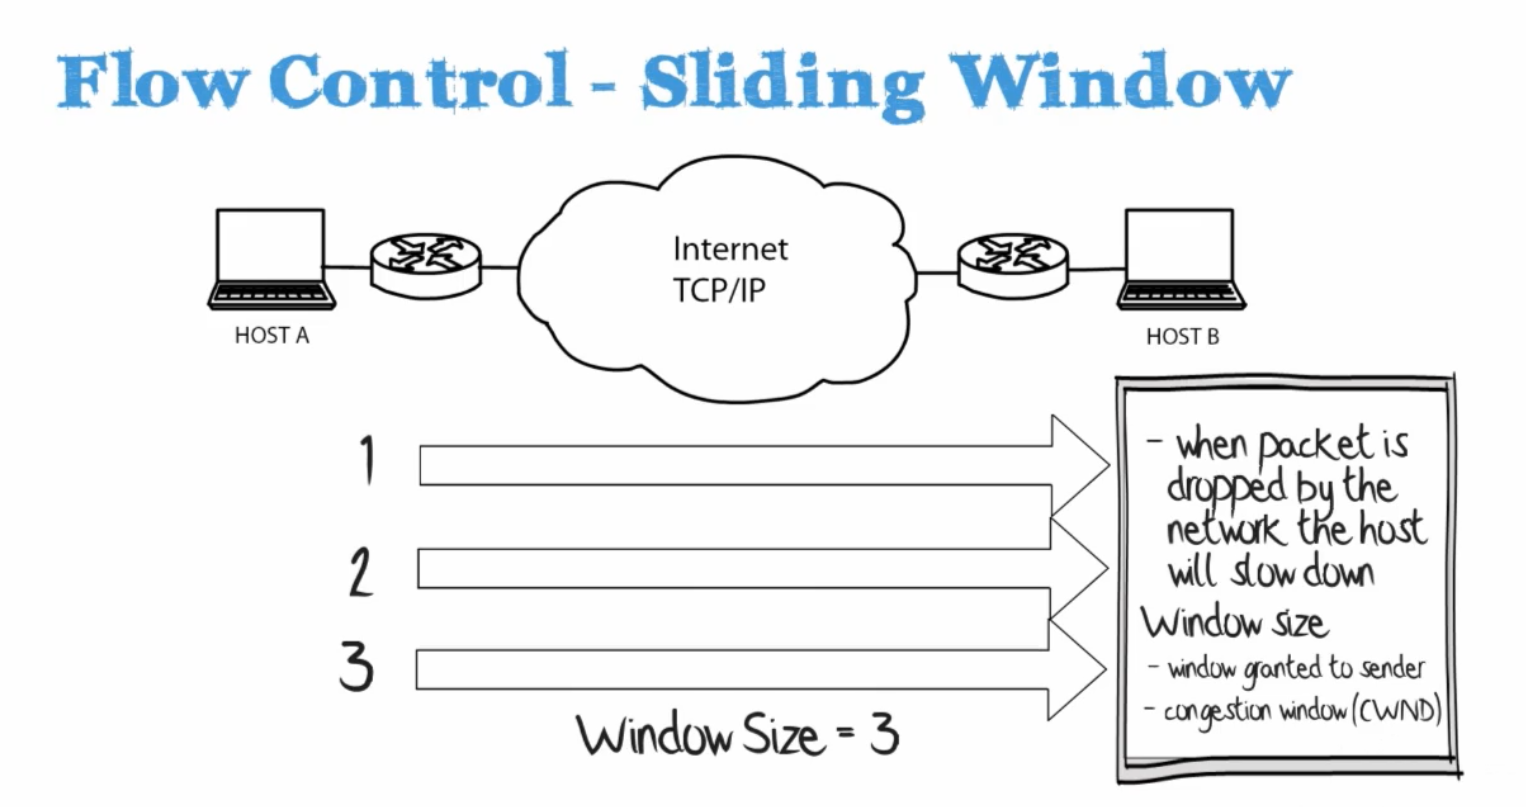 Flow Control - Sliding Window
Internet
TCP/IP
HOST A
HOST B
1
2
3
Window Size = 3
- when packet is
dropped by the
network the host
will slow down
Window size
- window granted to sender
- congestion window (CWND)